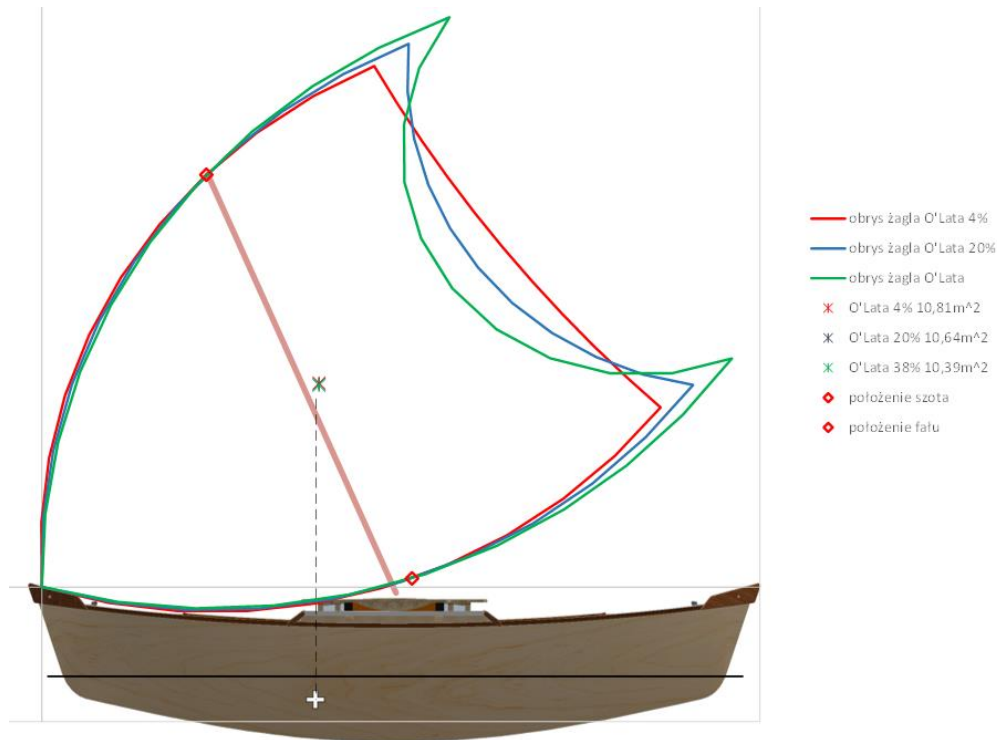 obrys żagla O'Lata 4%
obrys żagla O'Lata 20%
obrys żagla O'Lata
O'Lata 4% 10,81m^2
O'Lata 20% 10,64m^2
O'Lata 38% 10,39m^2
położenie szota
położenie fału